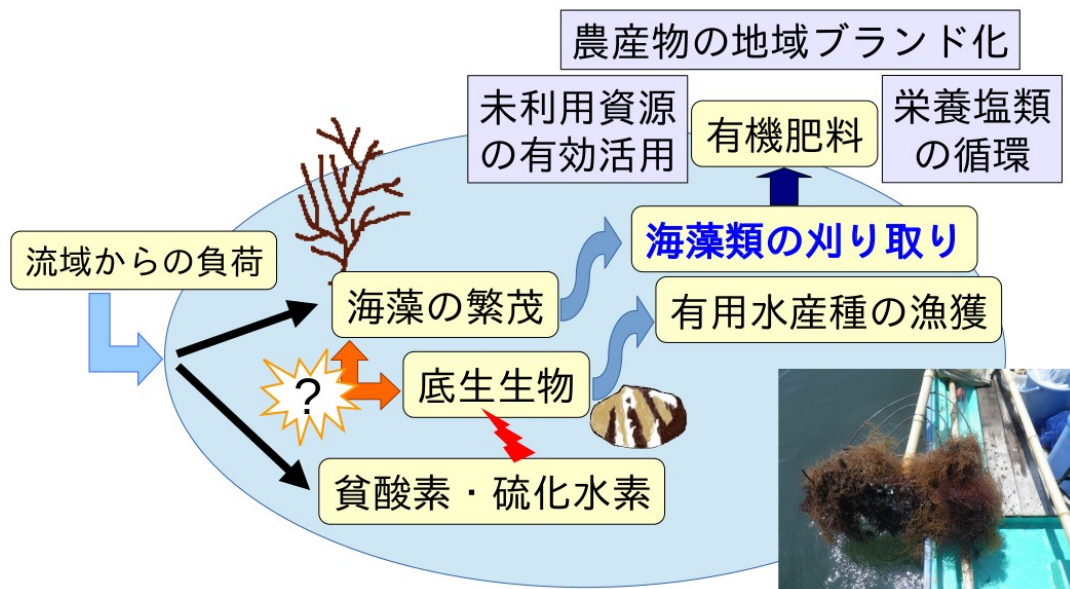 農産物の地域ブランド化
未利用資源
の有効活用
有機肥料
栄養塩類
の循環
海藻類の刈り取り
流域からの負荷
海藻の繁茂
有用水産種の漁獲
?
底生生物
貧酸素・硫化水素